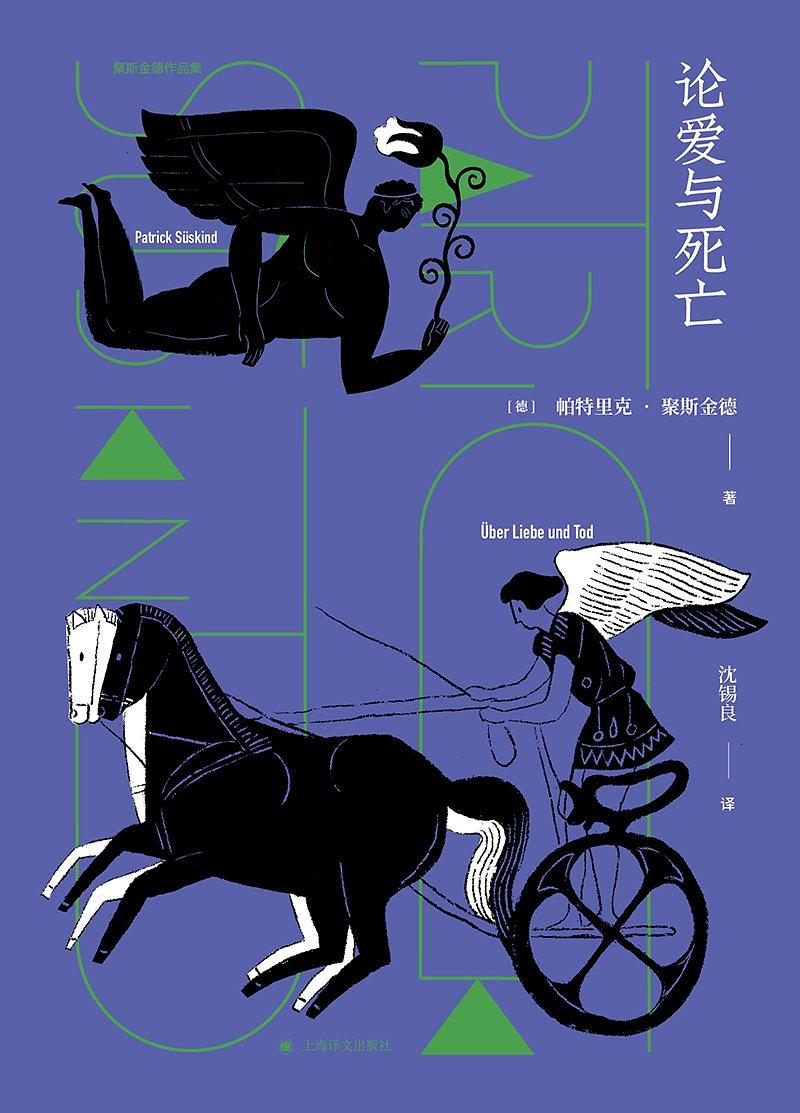 聚斯金德作品集
论爱与死亡
Patrick Süskind
[德] 帕特里克·聚斯金德
著
Über Liebe und Tod
沈锡良
译
上海译文出版社